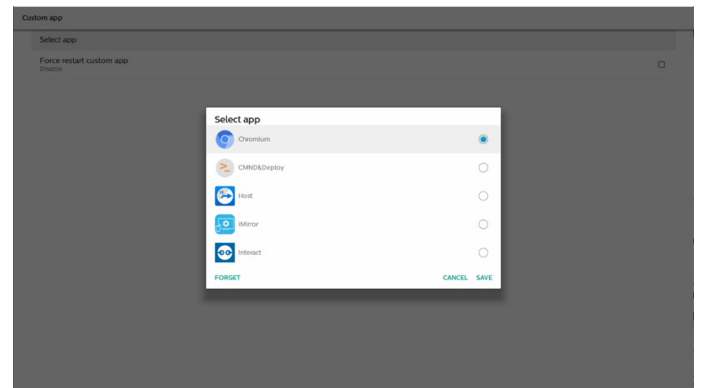 Custom app
Select app
Force restart custom app
Disable
Select app
Chromium
CMND&Deploy
Host
iMirror
Interact
FORGET
CANCEL SAVE